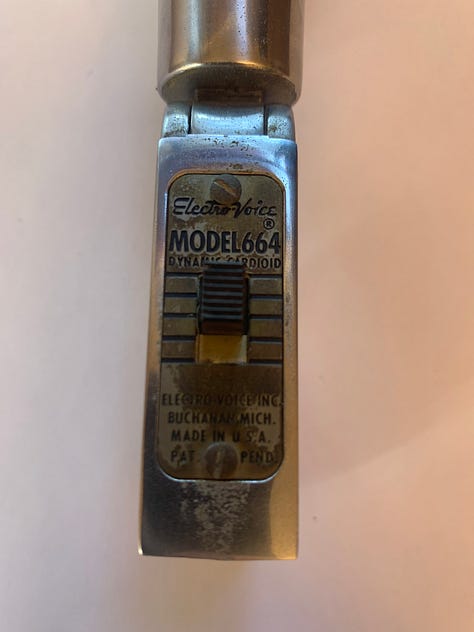 Electro-Voice
®
MODEL 664
DYNAMIC CARDIOID
ELECTRO-VOICE INC.
BUCHANAN, MICH.
MADE IN U.S.A.
PAT. PEND.